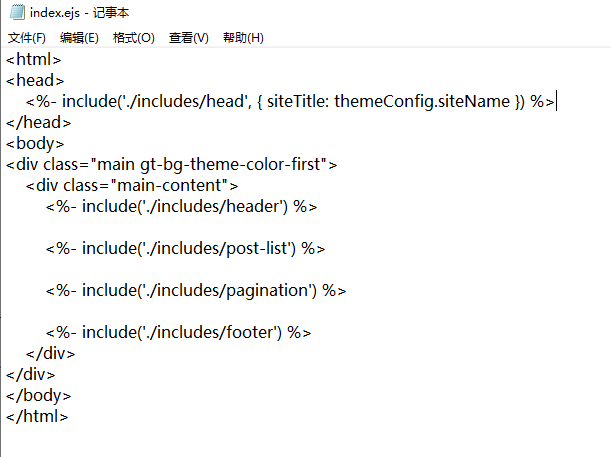 index.ejs - 记事本
文件(F) 编辑(E) 格式(O) 查看(V) 帮助(H)
<html>
<head>
    <%- include('./includes/head', { siteTitle: themeConfig.siteName }) %>
</head>
<body>
<div class="main gt-bg-theme-color-first">
    <div class="main-content">
        <%- include('./includes/header') %>

        <%- include('./includes/post-list') %>

        <%- include('./includes/pagination') %>

        <%- include('./includes/footer') %>
    </div>
</div>
</body>
</html>